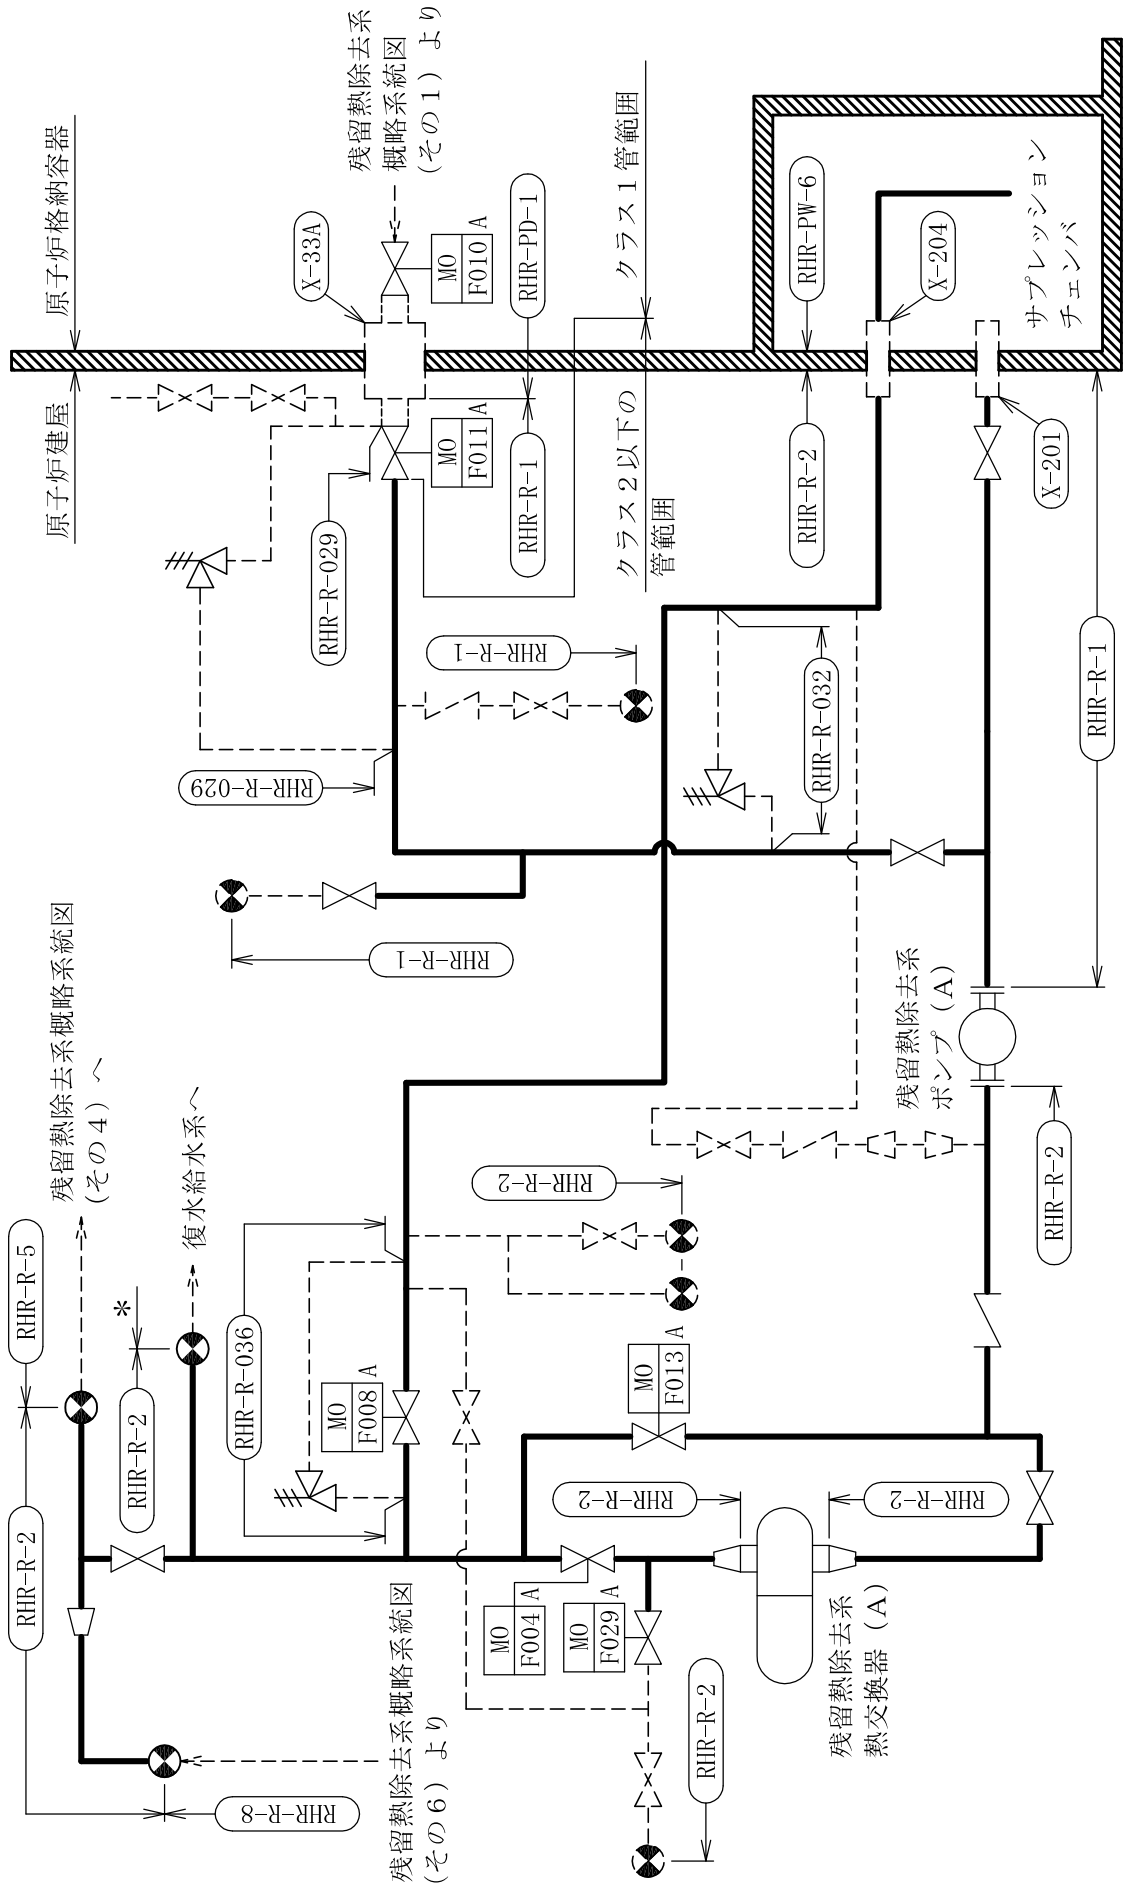 原子炉建屋
原子炉格納容器
残留熱除去系
概略系統図
(その1) より
X-33A
MO
F010
A
RHR-R-029
MO
F011
A
RHR-PD-1
RHR-R-1
クラス1管範囲
クラス2以下の
管範囲
RHR-PW-6
RHR-R-2
X-204
X-201
サプレッション
チェンバ
RHR-R-1
RHR-R-029
RHR-R-1
RHR-R-032
RHR-R-1
残留熱除去系
ポンプ (A)
RHR-R-2
残留熱除去系概略系統図
(その4) へ
復水給水系へ
RHR-R-5
RHR-R-2
*
RHR-R-2
RHR-R-036
RHR-R-2
MO
F008
A
MO
F013
A
RHR-R-2
RHR-R-2
MO
F004
A
MO
F029
A
残留熱除去系
熱交換器 (A)
RHR-R-8
残留熱除去系概略系統図
(その6) より
RHR-R-2